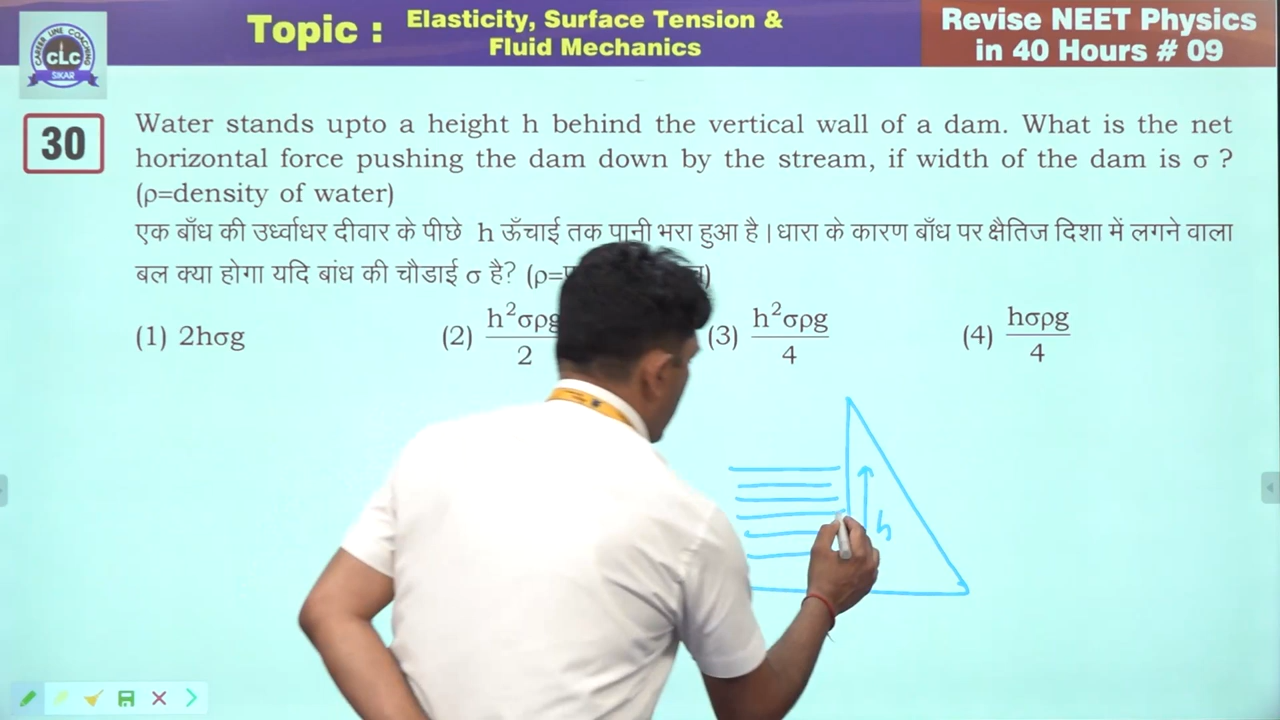 Topic :
Elasticity, Surface Tension &
Fluid Mechanics
Revise NEET Physics
in 40 Hours # 09
CAREER LINE COACHING
CLC
SIKAR
30
Water stands upto a height h behind the vertical wall of a dam. What is the net
horizontal force pushing the dam down by the stream, if width of the dam is σ ?
(ρ=density of water)
एक बाँध की उर्ध्वाधर दीवार के पीछे h ऊँचाई तक पानी भरा हुआ है। धारा के कारण बाँध पर क्षैतिज दिशा में लगने वाला
बल क्या होगा यदि बांध की चौडाई σ है? (ρ=
(1) 2hσg (2) h²σρg/2 (3) h²σρg/4 (4) hσρg/4
h